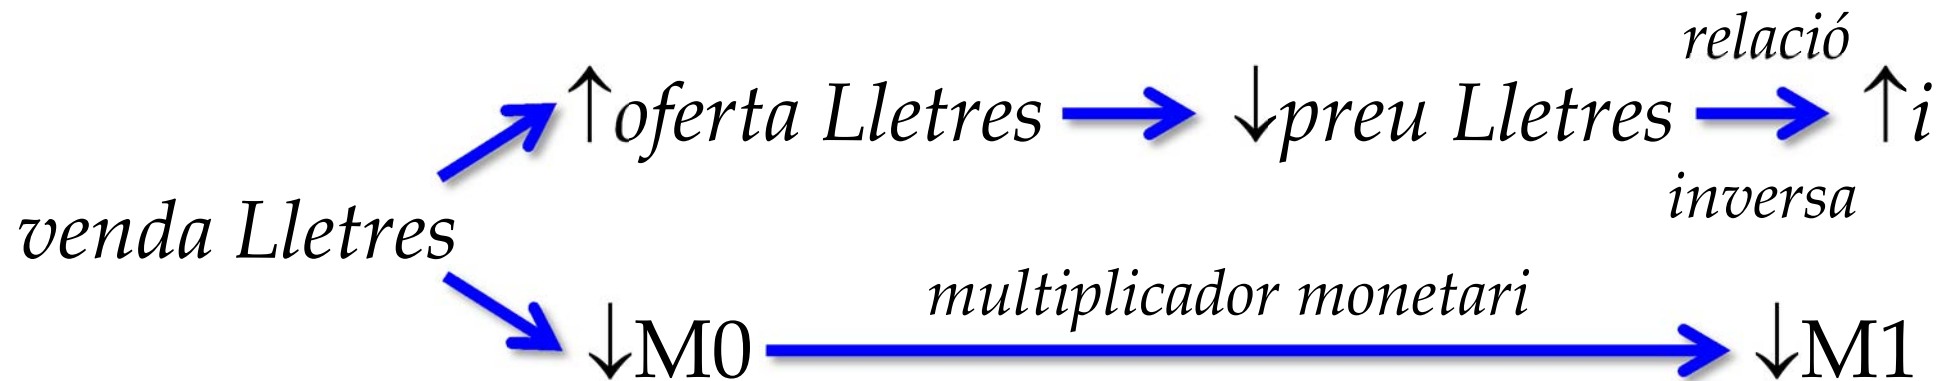 relació
↑oferta Lletres ↓preu Lletres ↑i
inversa
venda Lletres
multiplicador monetari
↓M0 ↓M1